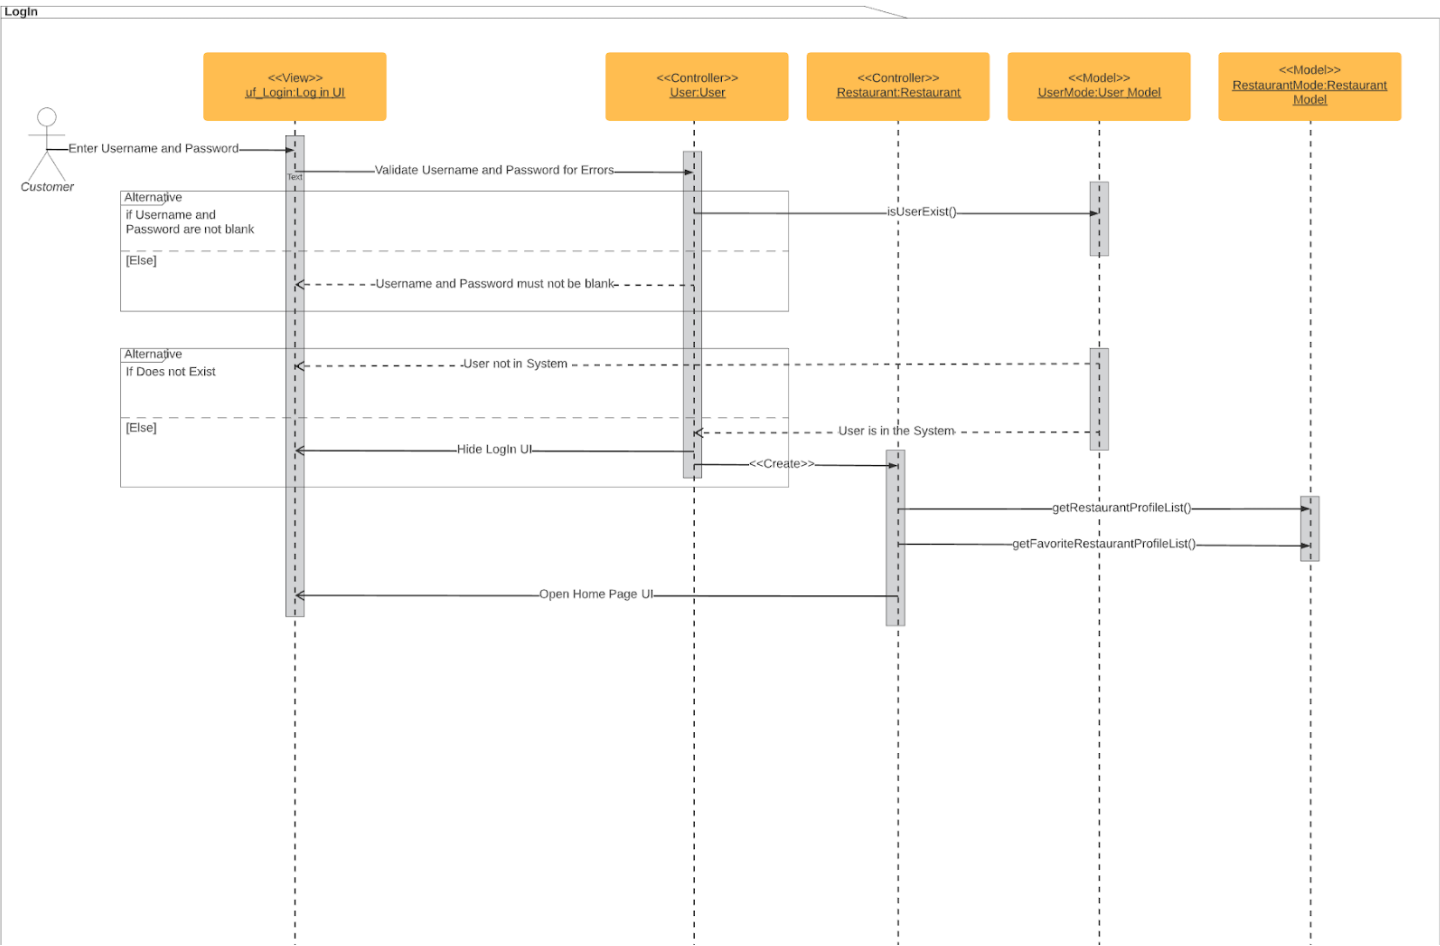 LogIn
<<View>>
uf_Login:Log in UI
<<Controller>>
User:User
<<Controller>>
Restaurant:Restaurant
<<Model>>
UserMode:User Model
<<Model>>
RestaurantMode:Restaurant
Model
Enter Username and Password
Customer
Text
Validate Username and Password for Errors
Alternative
if Username and
Password are not blank
isUserExist()
[Else]
Username and Password must not be blank
Alternative
If Does not Exist
User not in System
[Else]
User is in the System
Hide LogIn UI
<<Create>>
getRestaurantProfileList()
getFavoriteRestaurantProfileList()
Open Home Page UI